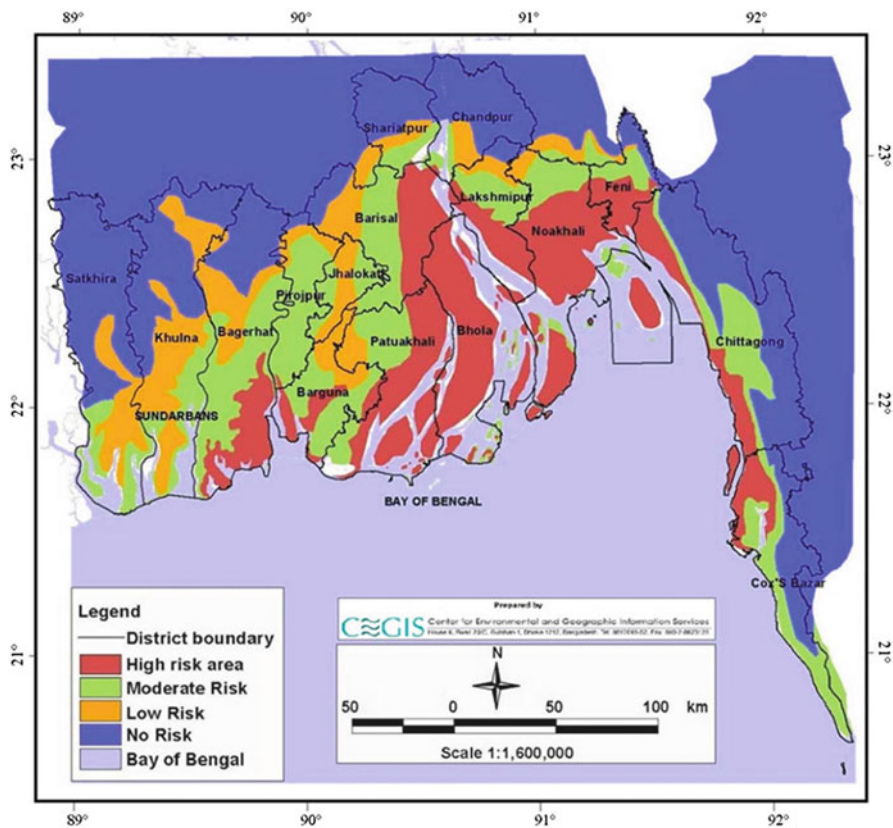 89° 90° 91° 92°
Chandpur
Shariatpur
23° 23°
Feni
Lakshmipur
Barisal
Noakhali
Jhalokati
Satkhira
Pirojpur
Khulna Bagerhat Patuakhali Bhola Chittagong
Barguna
22° 22°
SUNDARBANS
BAY OF BENGAL
Cox'S Bazar
Legend
District boundary
High risk area
Moderate Risk
Low Risk
No Risk
Bay of Bengal
Prepared by
CEGIS Center for Environmental and Geographic Information Services
21° 21°
N
50 0 50 100 km
Scale 1:1,600,000
89° 90° 91° 92°